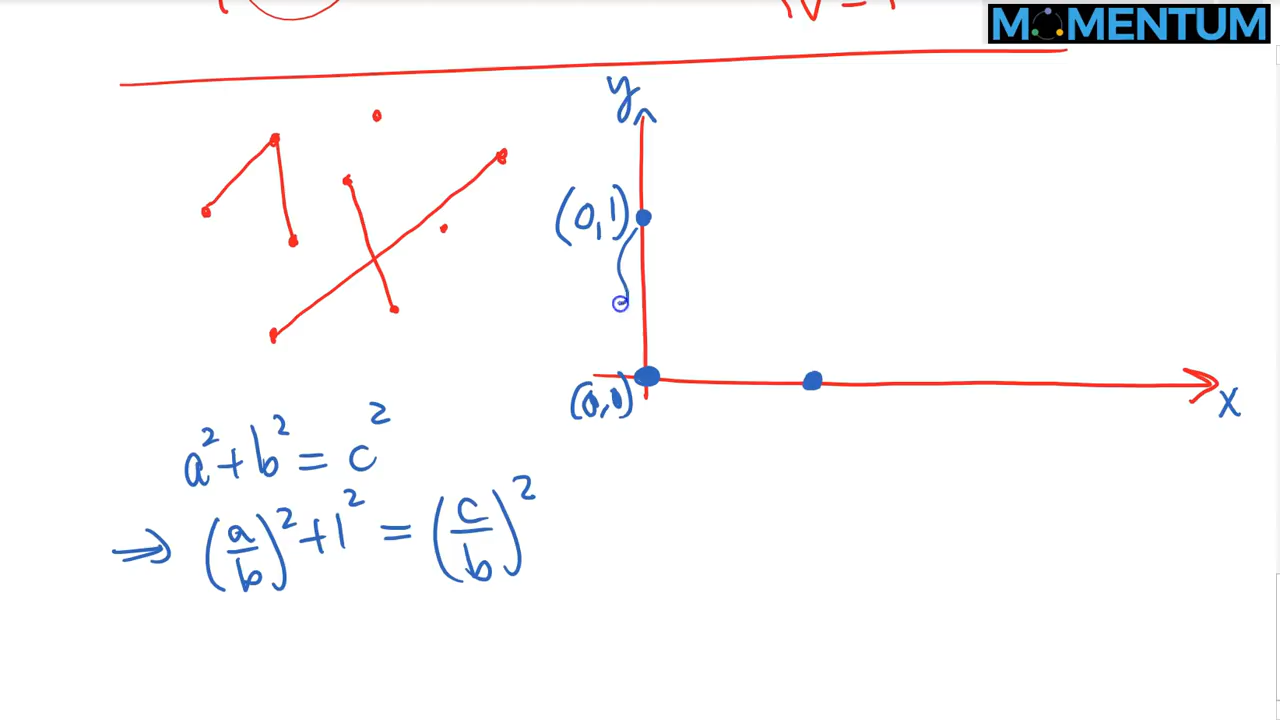 MOMENTUM
y
(0,1)
(0,0)
x
a² + b² = c²
⇒ (a/b)² + 1² = (c/b)²